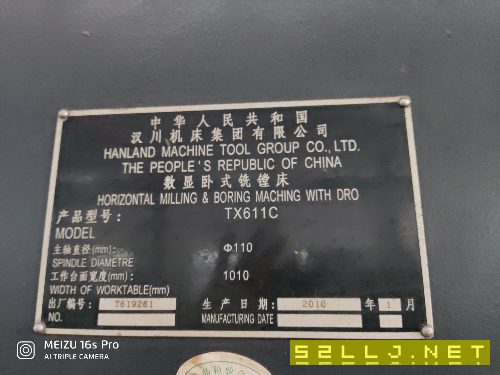 中华人民共和国
汉川机床集团有限公司
HANLAND MACHINE TOOL GROUP CO., LTD.
THE PEOPLE'S REPUBLIC OF CHINA
数显卧式铣镗床
HORIZONTAL MILLING & BORING MACHING WITH DRO
产品型号: TX611C
MODEL
主轴直径(mm): Φ110
SPINDLE DIAMETRE
工作台面宽度(mm): 1010
WIDTH OF WORKTABLE(mm)
出厂编号: T619261 生产日期: 2010 年 1 月
NO. MANUFACTURING DATE
MEIZU 16s Pro
AI TRIPLE CAMERA
52LLJ.NET